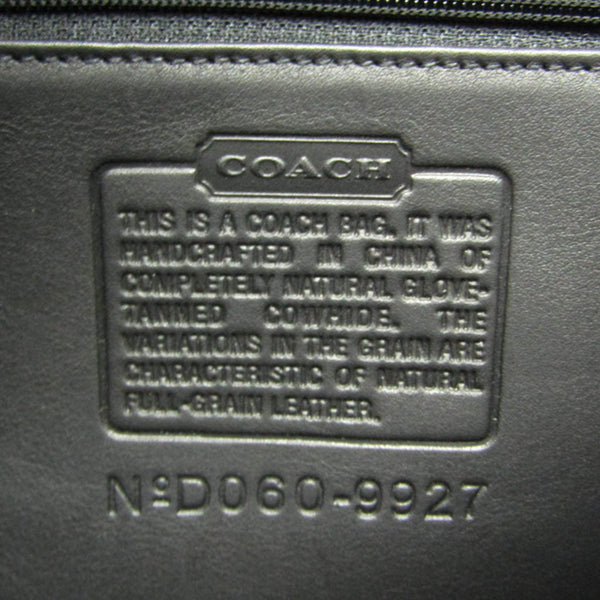 COACH
THIS IS A COACH BAG. IT WAS
HANDCRAFTED IN CHINA OF
COMPLETELY NATURAL GLOVE-
TANNED COWHIDE. THE
VARIATIONS IN THE GRAIN ARE
CHARACTERISTIC OF NATURAL
FULL-GRAIN LEATHER.
NºD060-9927